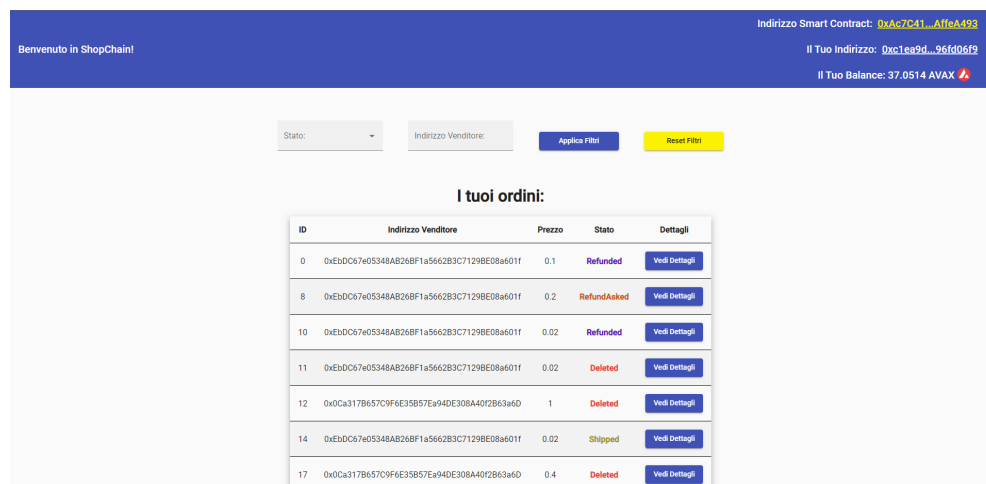 Indirizzo Smart Contract: 0xAc7C41...AffeA493
Benvenuto in ShopChain!
Il Tuo Indirizzo: 0xc1ea9d...96fd06f9
Il Tuo Balance: 37.0514 AVAX
Stato: Indirizzo Venditore: Applica Filtri Reset Filtri
I tuoi ordini:
ID Indirizzo Venditore Prezzo Stato Dettagli
0 0xEbDC67e05348AB26BF1a5662B3C7129BE08a601f 0.1 Refunded Vedi Dettagli
8 0xEbDC67e05348AB26BF1a5662B3C7129BE08a601f 0.2 RefundAsked Vedi Dettagli
10 0xEbDC67e05348AB26BF1a5662B3C7129BE08a601f 0.02 Refunded Vedi Dettagli
11 0xEbDC67e05348AB26BF1a5662B3C7129BE08a601f 0.02 Deleted Vedi Dettagli
12 0x0Ca317B657C9F6E35B57Ea94DE308A40f2B63a6D 1 Deleted Vedi Dettagli
14 0xEbDC67e05348AB26BF1a5662B3C7129BE08a601f 0.02 Shipped Vedi Dettagli
17 0x0Ca317B657C9F6E35B57Ea94DE308A40f2B63a6D 0.4 Deleted Vedi Dettagli